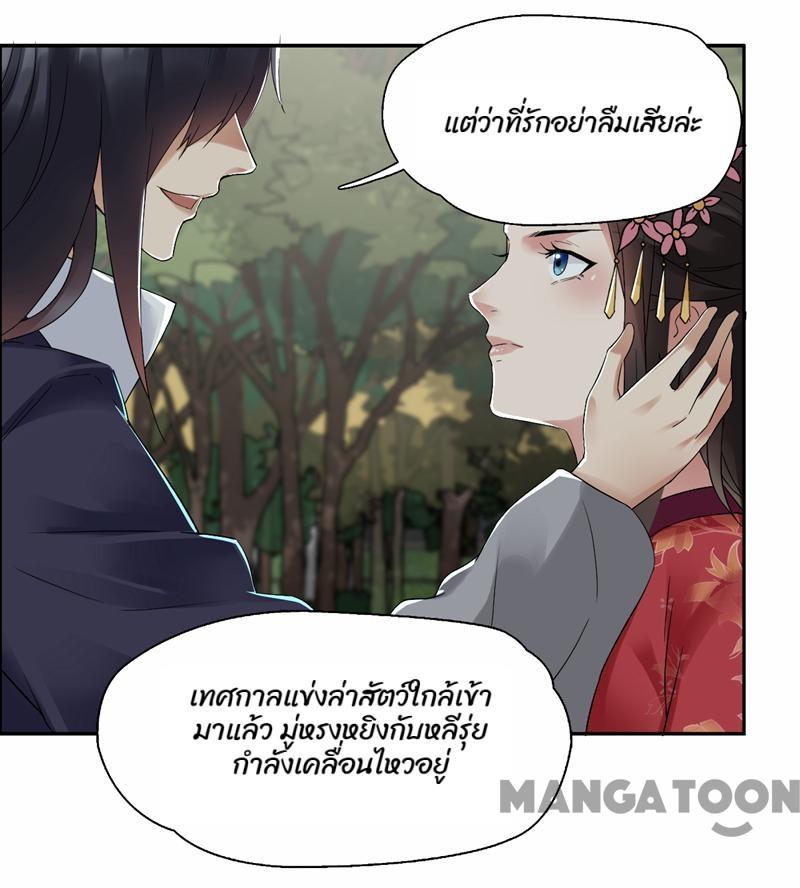 แต่ว่าที่รักอย่าลืมเสียล่ะ
เทศกาลแข่งล่าสัตว์ใกล้เข้า
มาแล้ว มู่หรงหยิงกับหลีรุ่ย
กำลังเคลื่อนไหวอยู่
MANGATOON